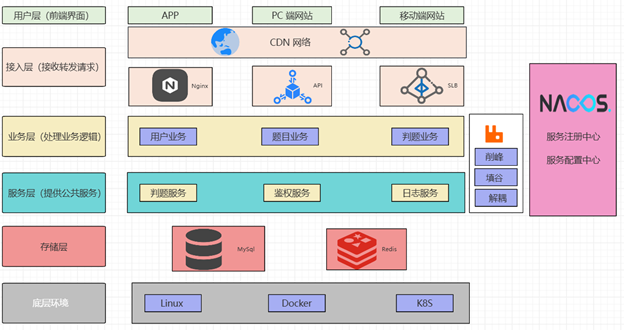 用户层（前端界面）
APP
PC 端网站
移动端网站
接入层（接收转发请求）
CDN 网络
Nginx
API
SLB
业务层（处理业务逻辑）
用户业务
题目业务
判题业务
服务层（提供公共服务）
判题服务
鉴权服务
日志服务
削峰
填谷
解耦
NACOS.
服务注册中心
服务配置中心
存储层
MySql
Redis
底层环境
Linux
Docker
K8S